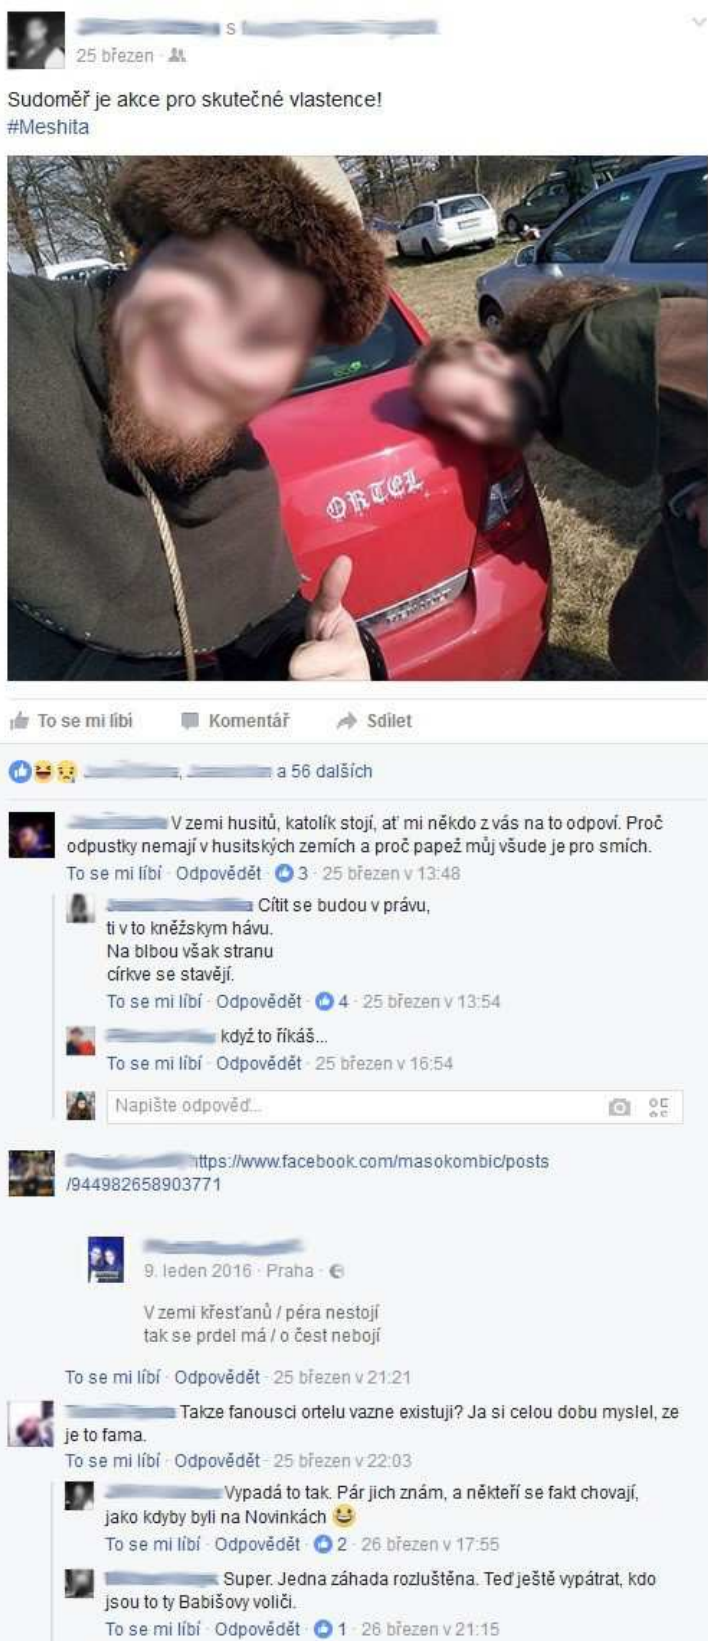 s
25 březen
Sudoměř je akce pro skutečné vlastence!
#Meshita
ORTEL
To se mi líbí Komentář Sdílet
a 56 dalších
V zemi husitů, katolík stojí, ať mi někdo z vás na to odpoví. Proč
odpustky nemají v husitských zemích a proč papež můj všude je pro smích.
To se mi líbí · Odpovědět · 3 · 25 březen v 13:48
Cítit se budou v právu,
ti v to kněžskym hávu.
Na blbou však stranu
církve se stavějí.
To se mi líbí · Odpovědět · 4 · 25 březen v 13:54
když to říkáš...
To se mi líbí · Odpovědět · 25 březen v 16:54
Napište odpověď...
https://www.facebook.com/masokombic/posts
/944982658903771
9. leden 2016 · Praha ·
V zemi křesťanů / péra nestojí
tak se prdel má / o čest nebojí
To se mi líbí · Odpovědět · 25 březen v 21:21
Takze fanousci ortelu vazne existuji? Ja si celou dobu myslel, ze
je to fama.
To se mi líbí · Odpovědět · 25 březen v 22:03
Vypadá to tak. Pár jich znám, a někteří se fakt chovají,
jako kdyby byli na Novinkách
To se mi líbí · Odpovědět · 2 · 26 březen v 17:55
Super. Jedna záhada rozluštěna. Teď ještě vypátrat, kdo
jsou to ty Babišovy voliči.
To se mi líbí · Odpovědět · 1 · 26 březen v 21:15